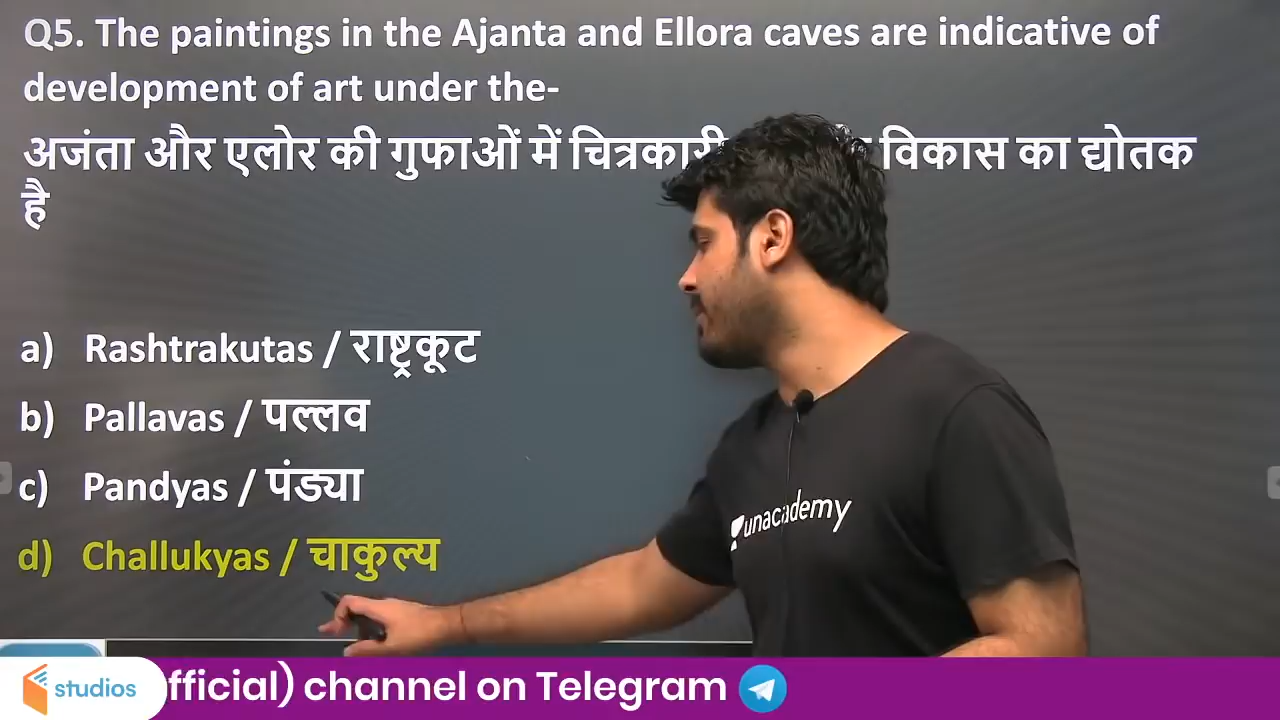 Q5. The paintings in the Ajanta and Ellora caves are indicative of
development of art under the-
अजंता और एलोर की गुफाओं में चित्रकारी विकास का द्योतक
है
a) Rashtrakutas / राष्ट्रकूट
b) Pallavas / पल्लव
c) Pandyas / पंड्या
d) Challukyas / चाकुल्य
unacademy
studios
fficial) channel on Telegram